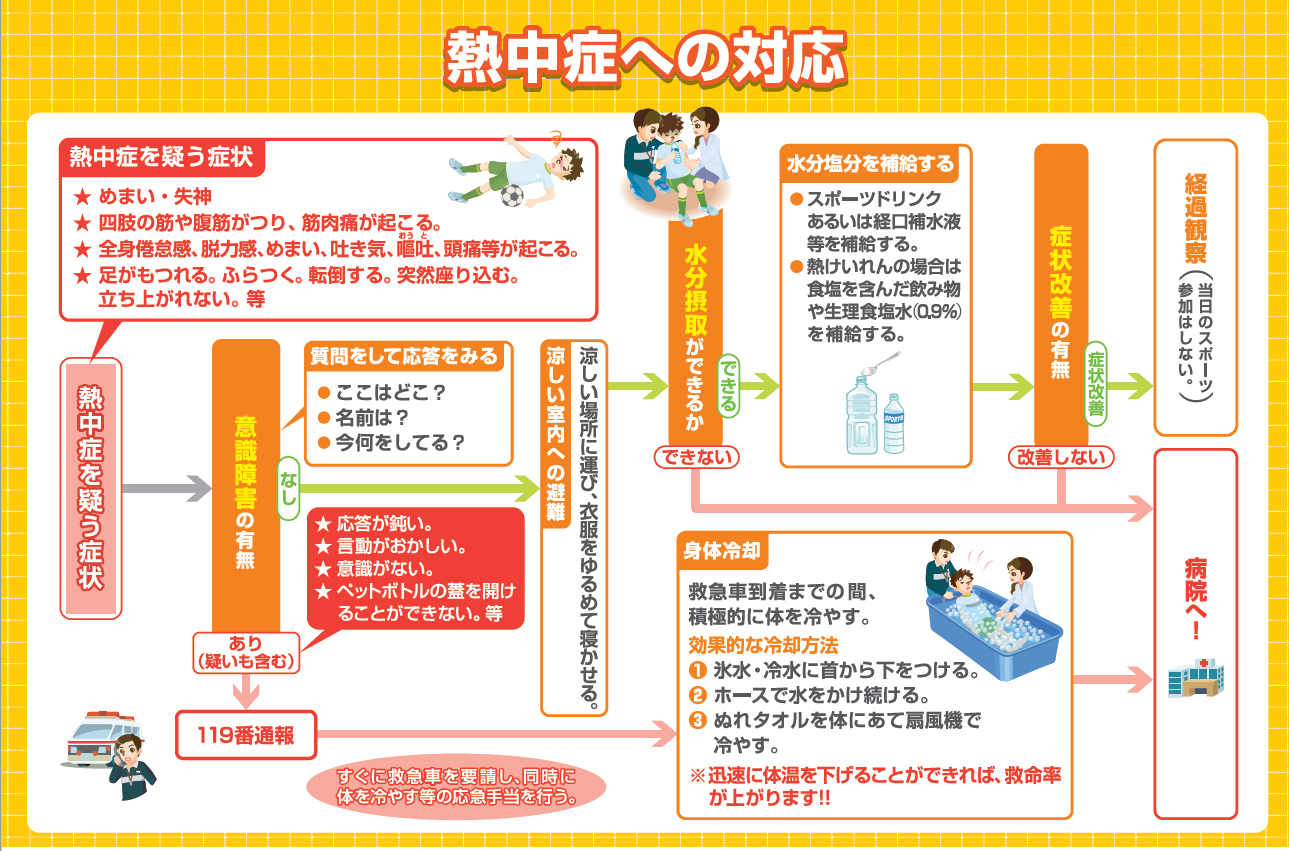 熱中症への対応
熱中症を疑う症状
★ めまい・失神
★ 四肢の筋や腹筋がつり、筋肉痛が起こる。
★ 全身倦怠感、脱力感、めまい、吐き気、嘔吐、頭痛等が起こる。
おう と
★ 足がもつれる。ふらつく。転倒する。突然座り込む。
立ち上がれない。等
熱中症を疑う症状
意識障害の有無
質問をして応答をみる
● ここはどこ？
● 名前は？
● 今何をしてる？
なし
★ 応答が鈍い。
★ 言動がおかしい。
★ 意識がない。
★ ペットボトルの蓋を開け
ることができない。等
あり
（疑いも含む）
119番通報
すぐに救急車を要請し、同時に
体を冷やす等の応急手当を行う。
涼しい室内への避難
涼しい場所に運び、衣服をゆるめて寝かせる。
水分摂取ができるか
できる
できない
水分塩分を補給する
● スポーツドリンク
あるいは経口補水液
等を補給する。
● 熱けいれんの場合は
食塩を含んだ飲み物
や生理食塩水(0.9%)
を補給する。
SPORTS
症状改善の有無
症状改善
改善しない
経過観察
（当日のスポーツ
参加はしない。）
身体冷却
救急車到着までの間、
積極的に体を冷やす。
効果的な冷却方法
❶ 氷水・冷水に首から下をつける。
❷ ホースで水をかけ続ける。
❸ ぬれタオルを体にあて扇風機で
冷やす。
※迅速に体温を下げることができれば、救命率
が上がります!!
病院へ！